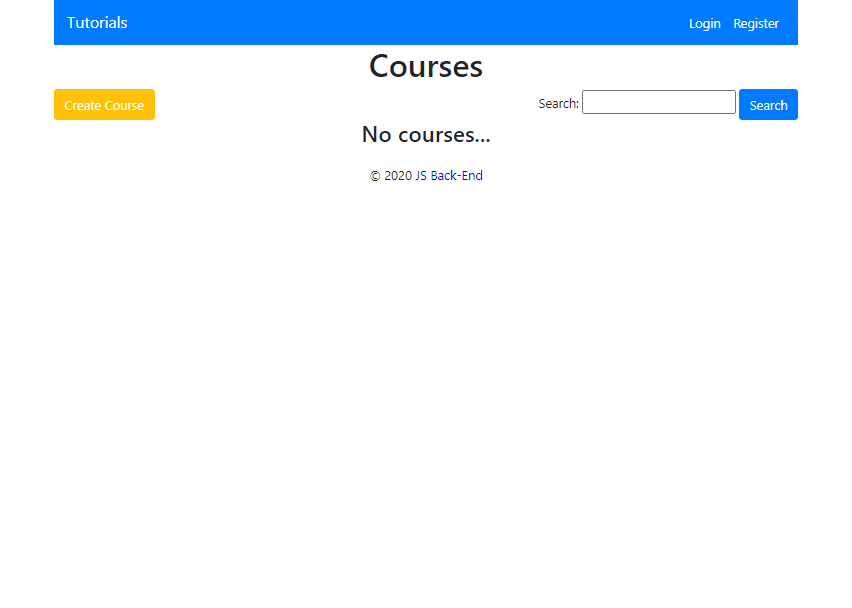 Tutorials Login Register
Courses
Create Course Search: Search
No courses...
© 2020 JS Back-End